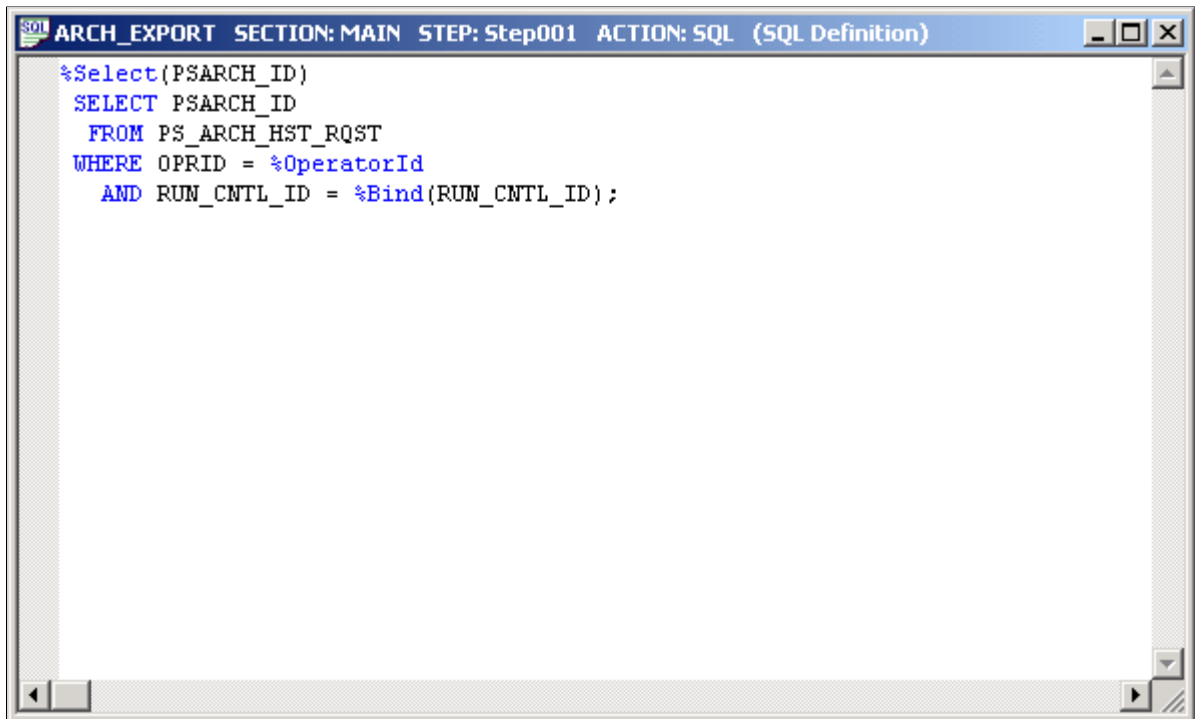 SQL ARCH_EXPORT SECTION: MAIN STEP: Step001 ACTION: SQL (SQL Definition)
%Select(PSARCH_ID)
SELECT PSARCH_ID
FROM PS_ARCH_HST_RQST
WHERE OPRID = %OperatorId
AND RUN_CNTL_ID = %Bind(RUN_CNTL_ID);